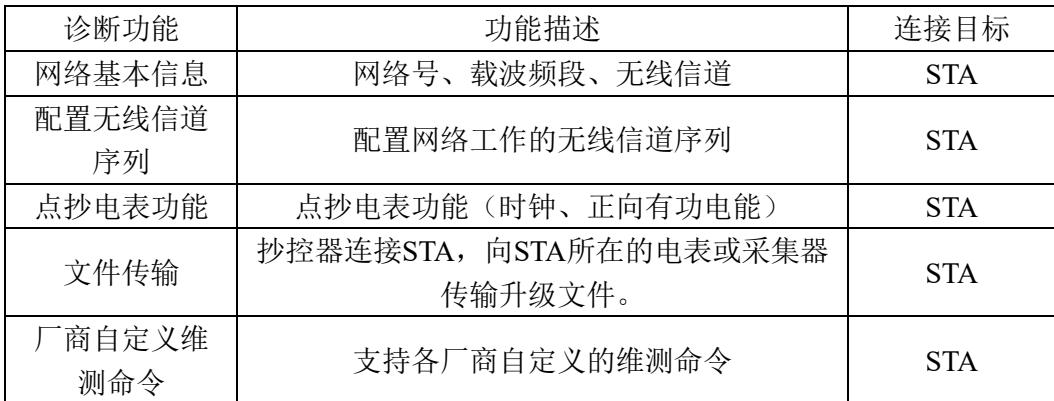 诊断功能 功能描述 连接目标
网络基本信息 网络号、载波频段、无线信道 STA
配置无线信道
序列
配置网络工作的无线信道序列 STA
点抄电表功能 点抄电表功能（时钟、正向有功电能） STA
文件传输
抄控器连接STA，向STA所在的电表或采集器
传输升级文件。
STA
厂商自定义维
测命令
支持各厂商自定义的维测命令 STA